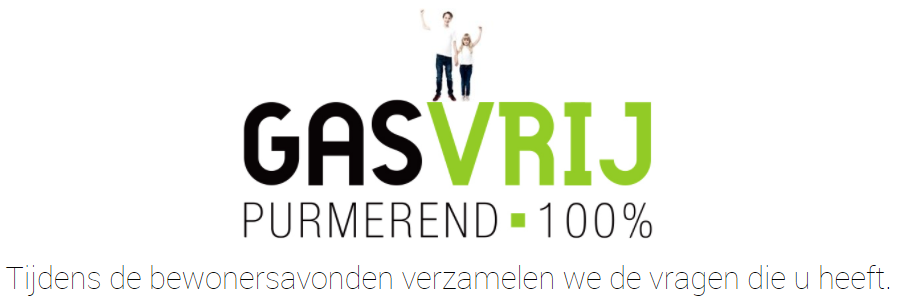 GASVRIJ
PURMEREND ▪ 100%
Tijdens de bewonersavonden verzamelen we de vragen die u heeft.